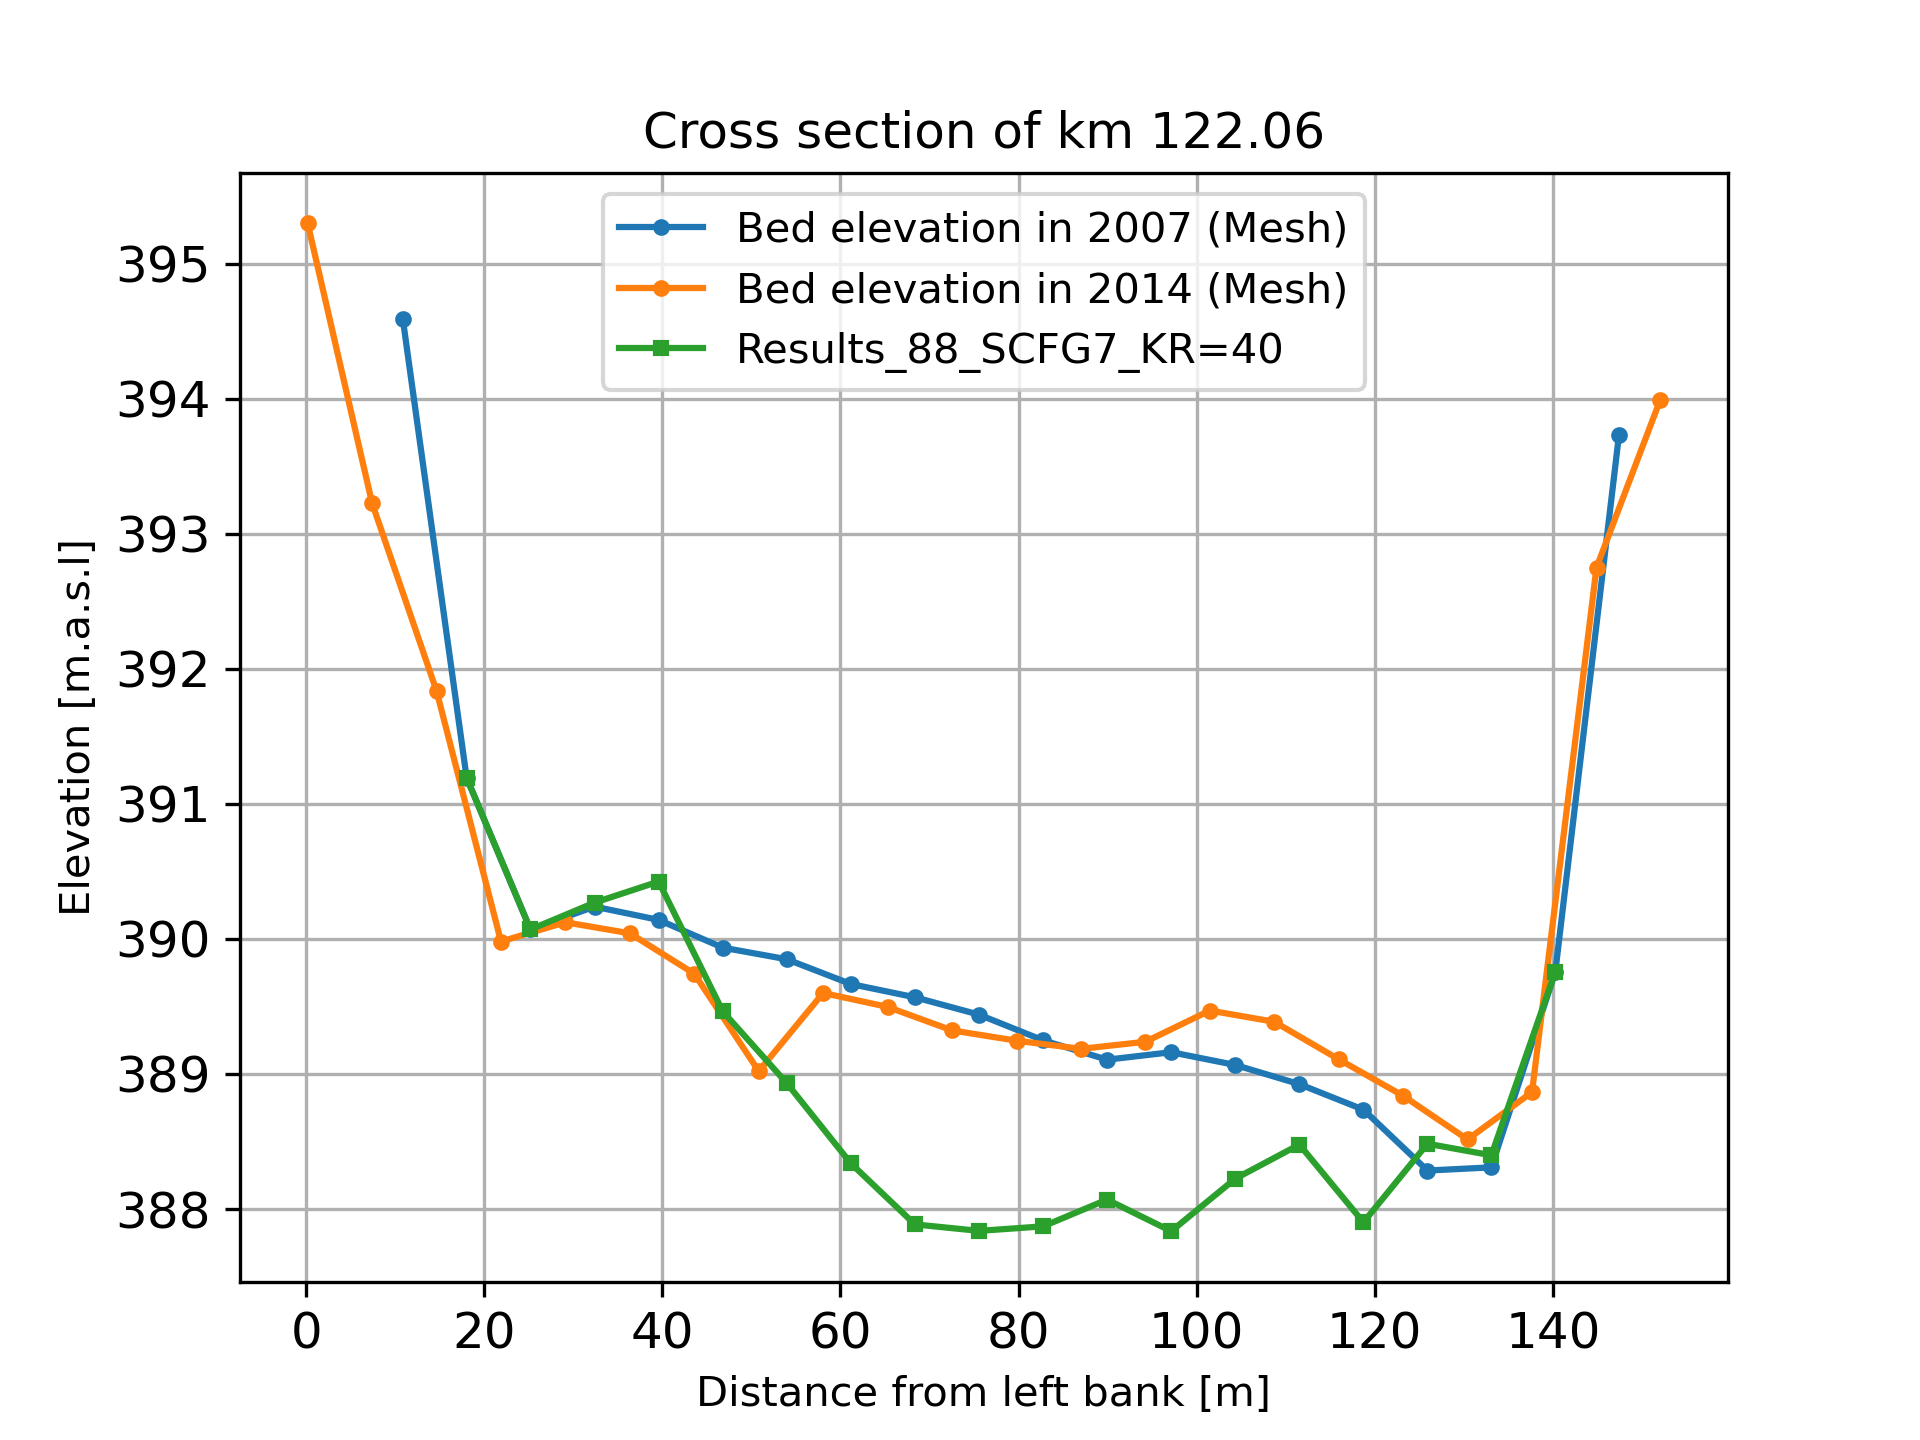 Cross section of km 122.06
Bed elevation in 2007 (Mesh)
Bed elevation in 2014 (Mesh)
Results_88_SCFG7_KR=40
Elevation [m.a.s.l]
395
394
393
392
391
390
389
388
0 20 40 60 80 100 120 140
Distance from left bank [m]